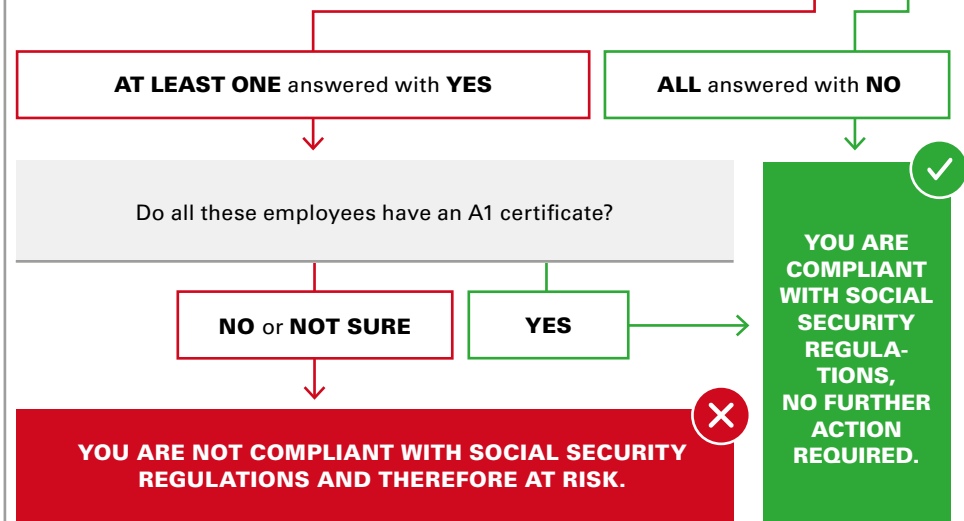 AT LEAST ONE answered with YES
ALL answered with NO
Do all these employees have an A1 certificate?
NO or NOT SURE
YES
YOU ARE
COMPLIANT
WITH SOCIAL
SECURITY
REGULA-
TIONS,
NO FURTHER
ACTION
REQUIRED.
YOU ARE NOT COMPLIANT WITH SOCIAL SECURITY
REGULATIONS AND THEREFORE AT RISK.